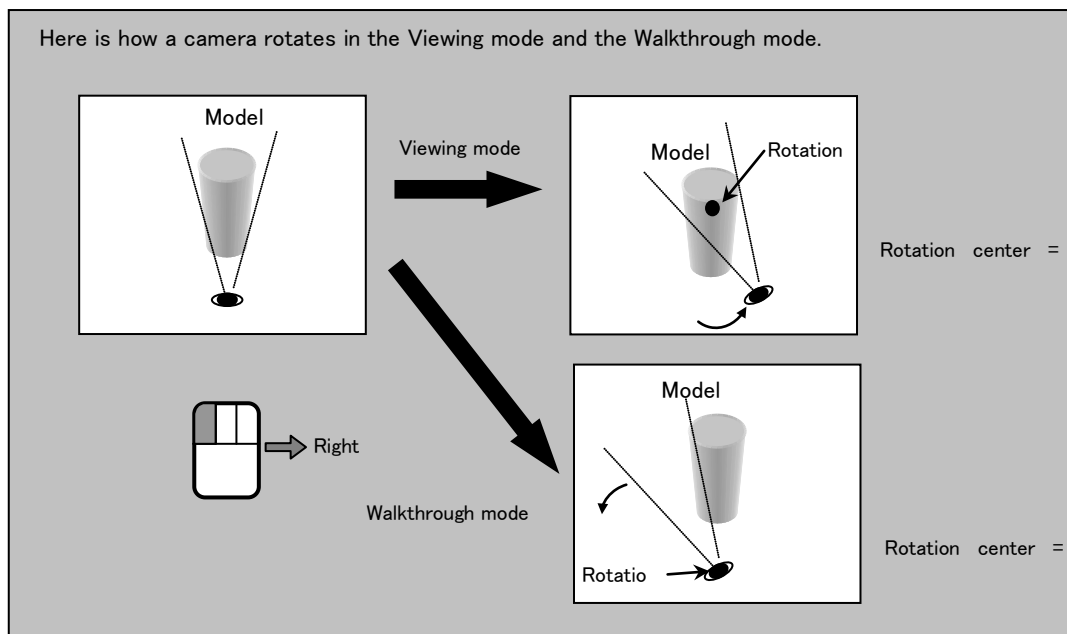 Here is how a camera rotates in the Viewing mode and the Walkthrough mode.
Model
Viewing mode
Model
Rotation
Rotation center =
Right
Walkthrough mode
Model
Rotatio
Rotation center =